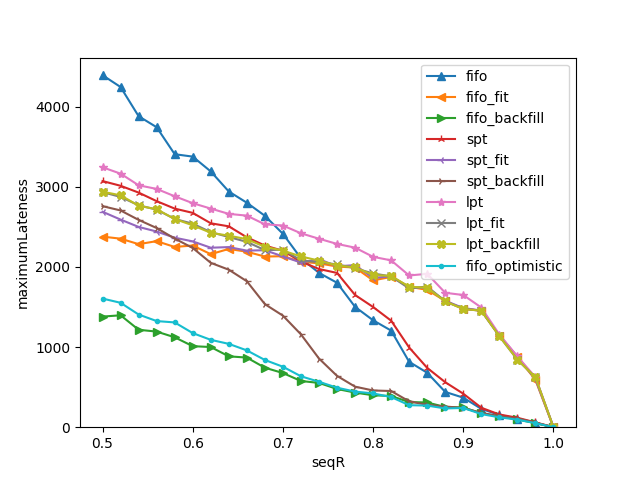 fifo
fifo_fit
fifo_backfill
spt
spt_fit
spt_backfill
lpt
lpt_fit
lpt_backfill
fifo_optimistic
maximumLateness
4000
3000
2000
1000
0
0.5 0.6 0.7 0.8 0.9 1.0
seqR